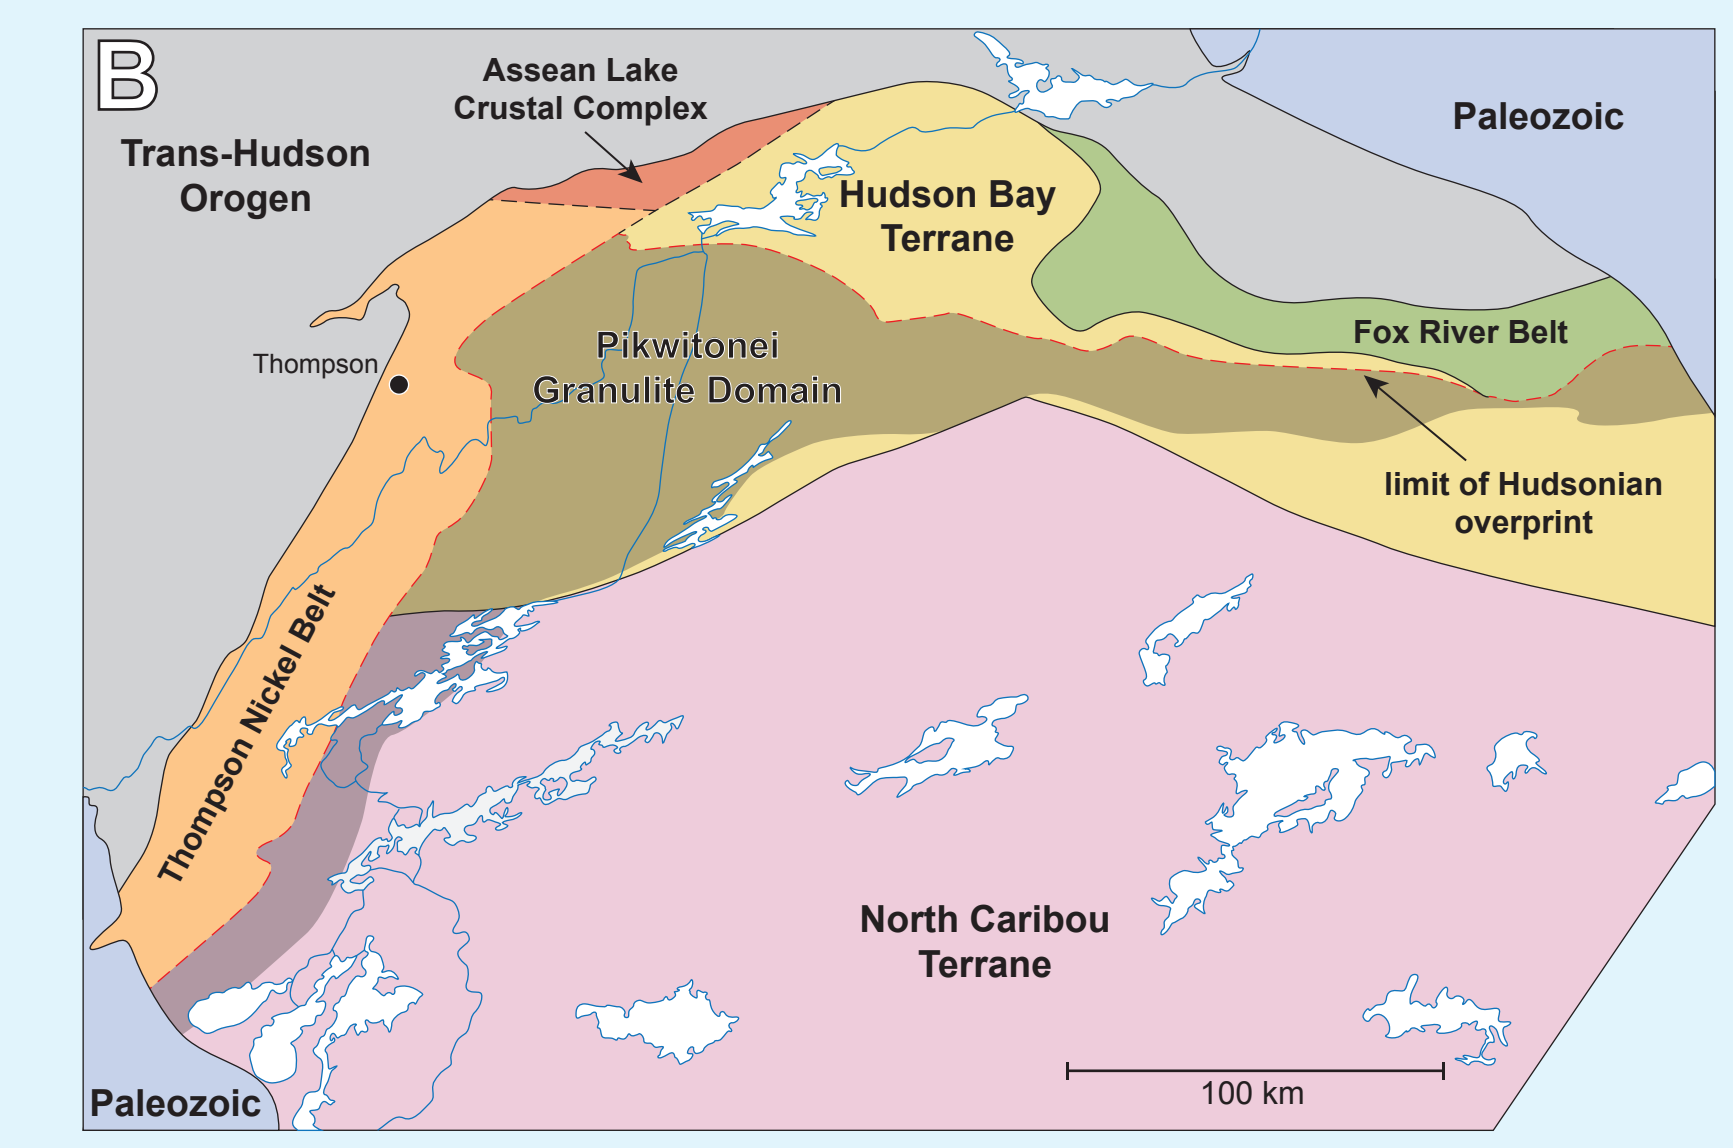 B
Assean Lake
Crustal Complex
Trans-Hudson
Orogen
Paleozoic
Hudson Bay
Terrane
Fox River Belt
Thompson
Pikwitonei
Granulite Domain
limit of Hudsonian
overprint
Thompson Nickel Belt
North Caribou
Terrane
100 km
Paleozoic